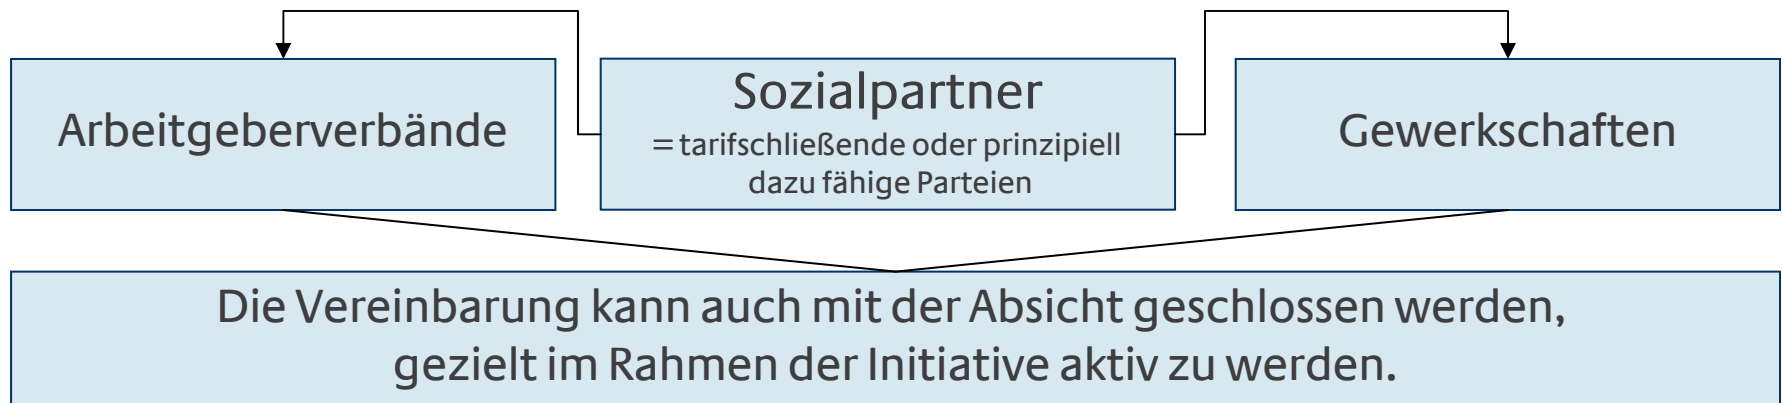 Arbeitgeberverbände
Sozialpartner
= tarifschließende oder prinzipiell
dazu fähige Parteien
Gewerkschaften
Die Vereinbarung kann auch mit der Absicht geschlossen werden,
gezielt im Rahmen der Initiative aktiv zu werden.